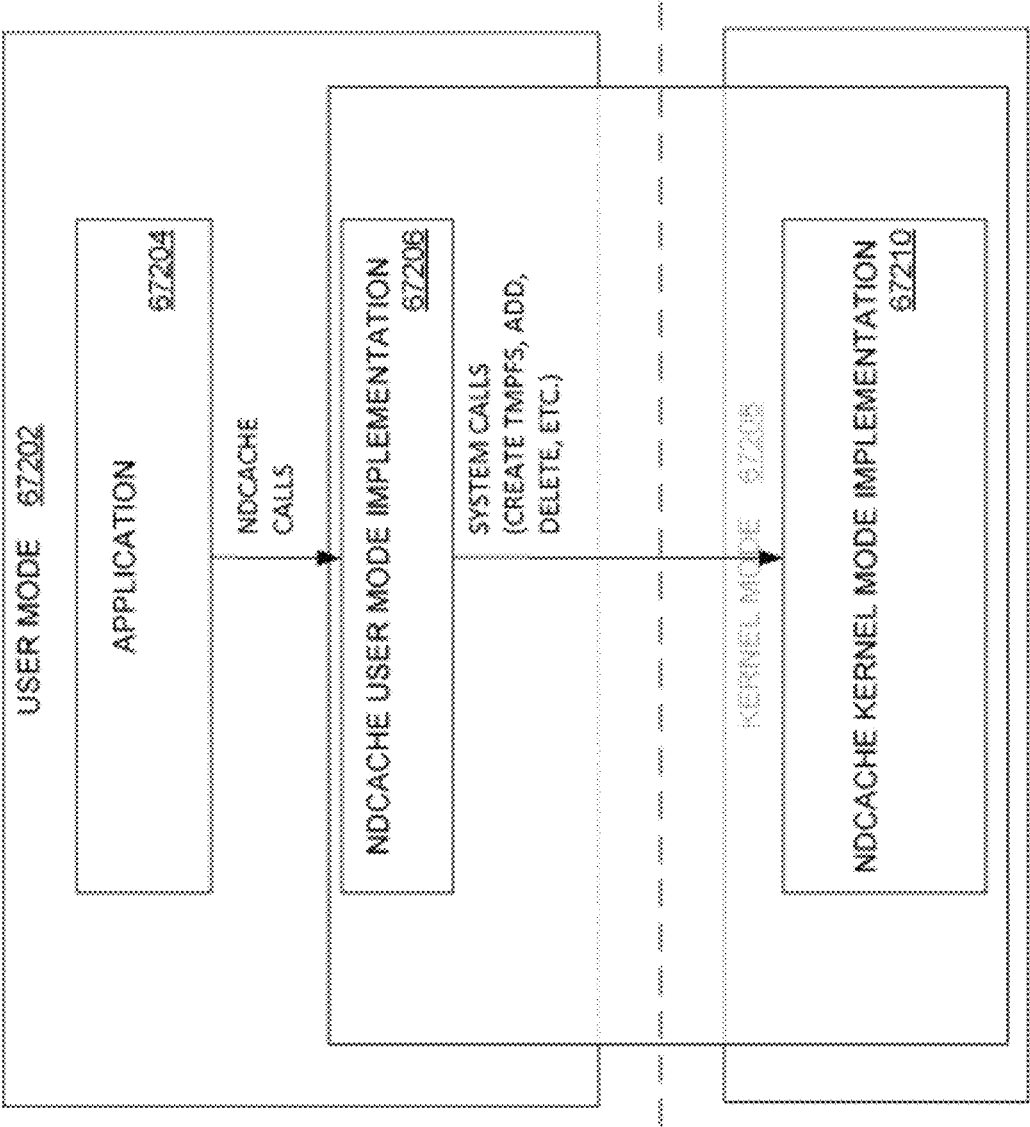 USER MODE 67202
APPLICATION
67204
NDCACHE
CALLS
NDCACHE USER MODE IMPLEMENTATION
67206
SYSTEM CALLS
(CREATE TMPFS, ADD,
DELETE, ETC.)
KERNEL MODE 67208
NDCACHE KERNEL MODE IMPLEMENTATION
67210